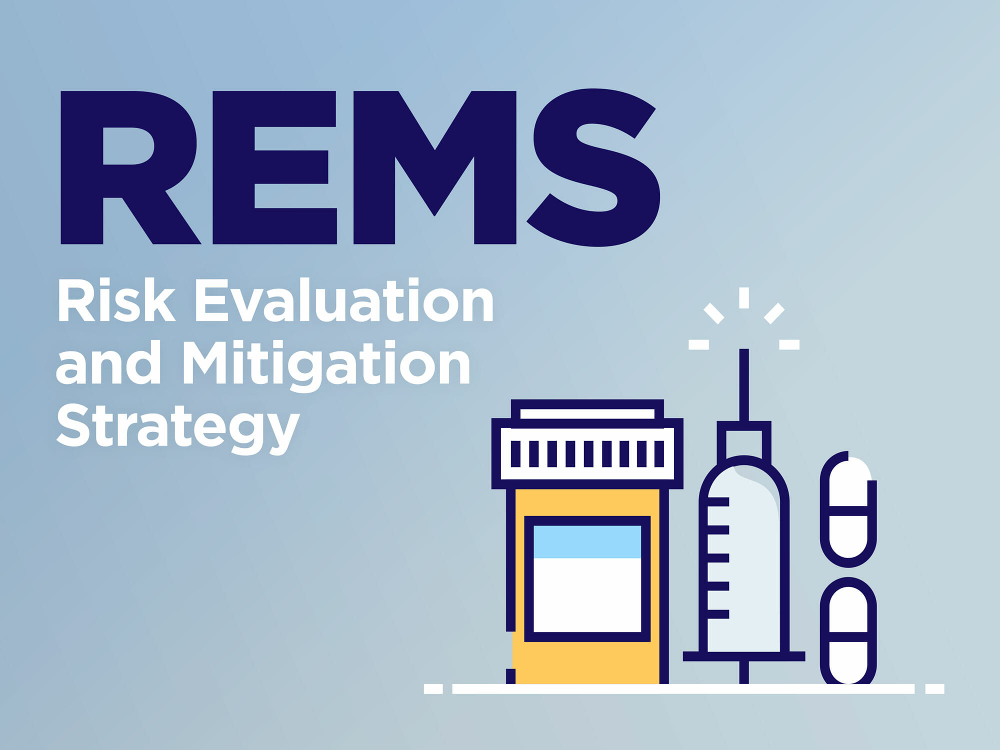 REMS
Risk Evaluation
and Mitigation
Strategy